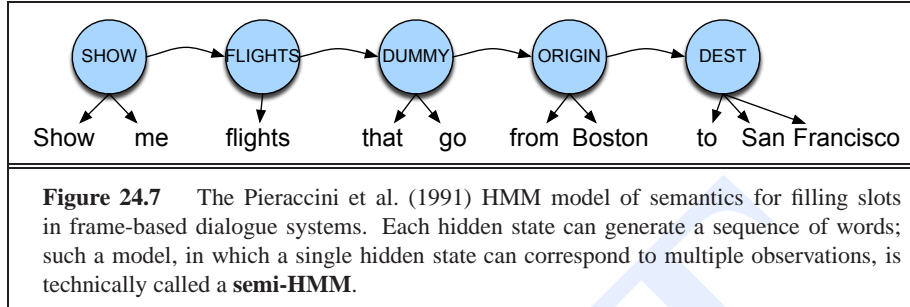 SHOW FLIGHTS DUMMY ORIGIN DEST
Show me flights that go from Boston to San Francisco
Figure 24.7 The Pieraccini et al. (1991) HMM model of semantics for filling slots
in frame-based dialogue systems. Each hidden state can generate a sequence of words;
such a model, in which a single hidden state can correspond to multiple observations, is
technically called a semi-HMM.